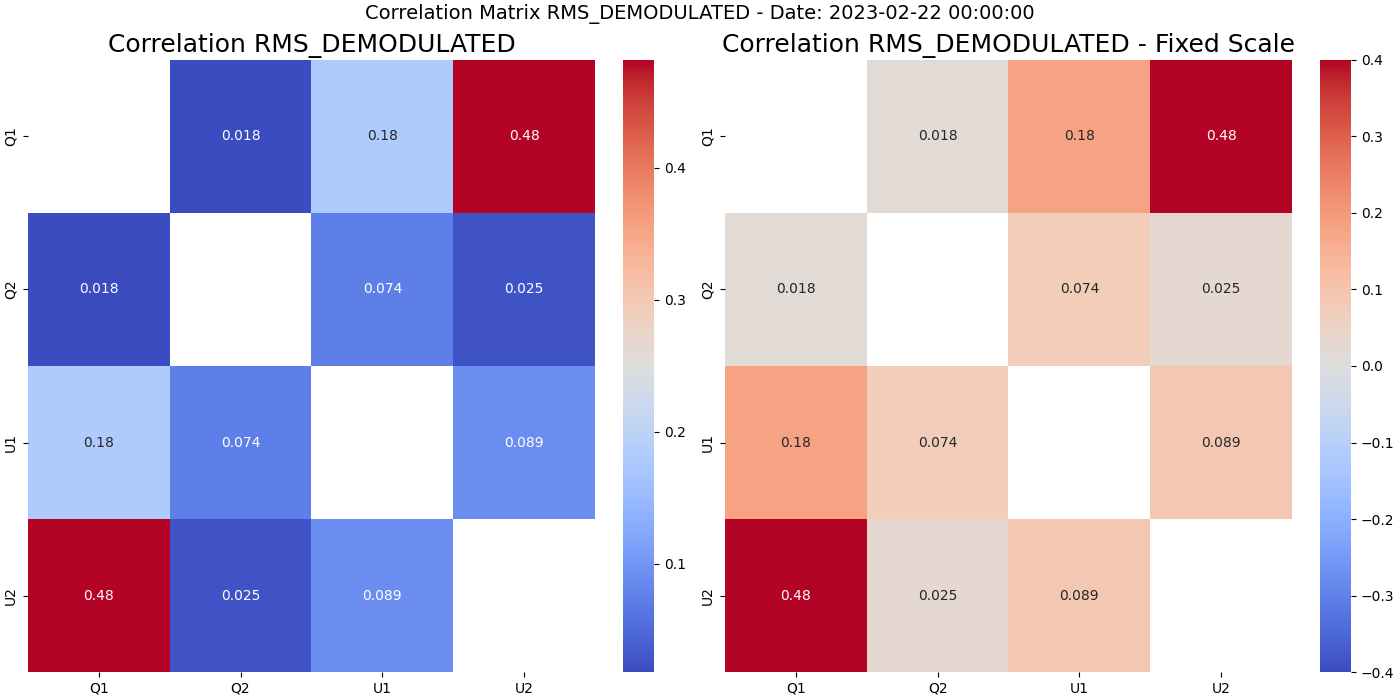 Correlation Matrix RMS_DEMODULATED - Date: 2023-02-22 00:00:00
Correlation RMS_DEMODULATED
Q1
0.018
0.18
0.48
Q2
0.018
0.074
0.025
U1
0.18
0.074
0.089
U2
0.48
0.025
0.089
Q1 Q2 U1 U2
0.4
0.3
0.2
0.1
Correlation RMS_DEMODULATED - Fixed Scale
Q1
0.018
0.18
0.48
Q2
0.018
0.074
0.025
U1
0.18
0.074
0.089
U2
0.48
0.025
0.089
Q1 Q2 U1 U2
0.4
0.3
0.2
0.1
0.0
−0.1
−0.2
−0.3
−0.4